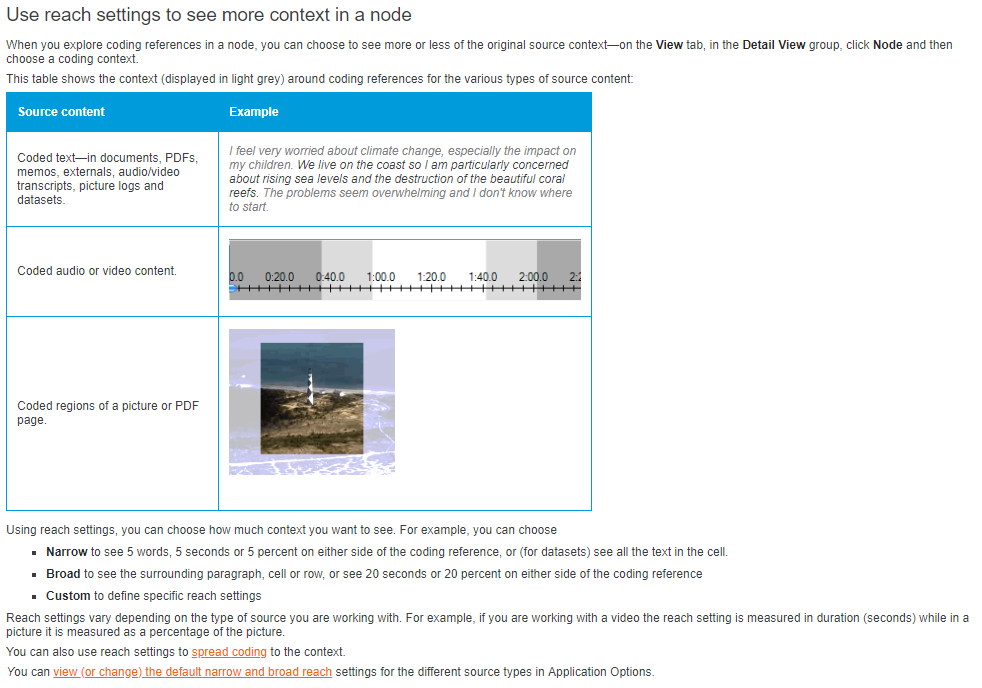 Use reach settings to see more context in a node
When you explore coding references in a node, you can choose to see more or less of the original source context—on the View tab, in the Detail View group, click Node and then
choose a coding context.
This table shows the context (displayed in light grey) around coding references for the various types of source content:
Source content Example
Coded text—in documents, PDFs,
memos, externals, audio/video
transcripts, picture logs and
datasets.
I feel very worried about climate change, especially the impact on
my children. We live on the coast so I am particularly concerned
about rising sea levels and the destruction of the beautiful coral
reefs. The problems seem overwhelming and I don't know where
to start.
Coded audio or video content.
0.0 0:20.0 0:40.0 1:00.0 1:20.0 1:40.0 2:00.0 2:2
Coded regions of a picture or PDF
page.
Using reach settings, you can choose how much context you want to see. For example, you can choose
▪ Narrow to see 5 words, 5 seconds or 5 percent on either side of the coding reference, or (for datasets) see all the text in the cell.
▪ Broad to see the surrounding paragraph, cell or row, or see 20 seconds or 20 percent on either side of the coding reference
▪ Custom to define specific reach settings
Reach settings vary depending on the type of source you are working with. For example, if you are working with a video the reach setting is measured in duration (seconds) while in a
picture it is measured as a percentage of the picture.
You can also use reach settings to spread coding to the context.
You can view (or change) the default narrow and broad reach settings for the different source types in Application Options.